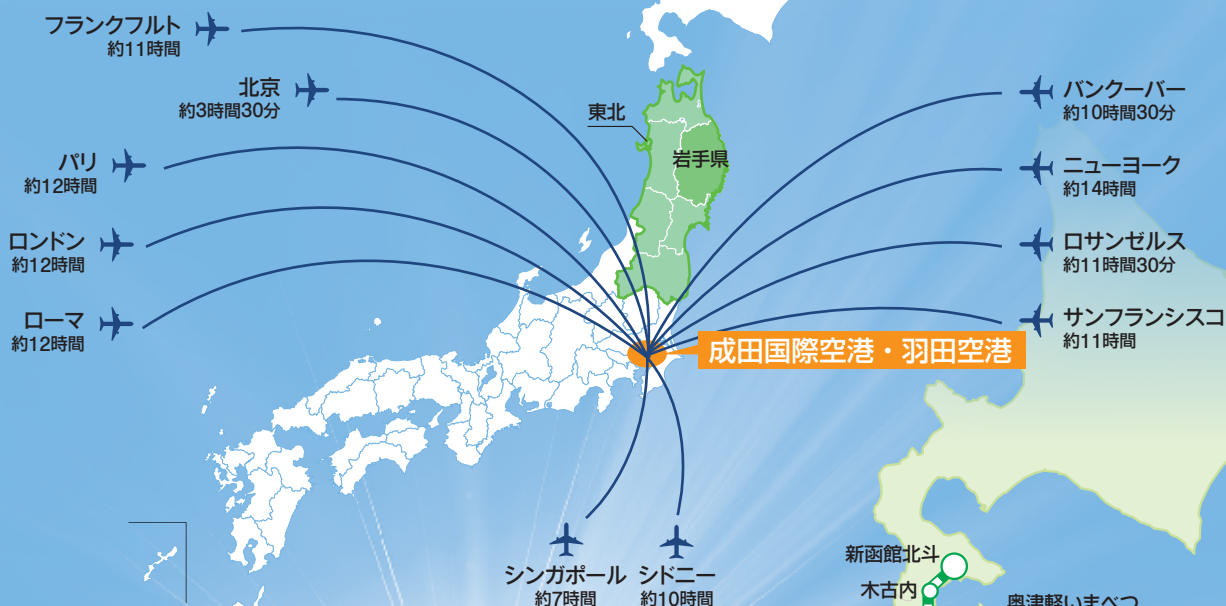 フランクフルト
約11時間
北京
約3時間30分
パリ
約12時間
ロンドン
約12時間
ローマ
約12時間
東北
岩手県
バンクーバー
約10時間30分
ニューヨーク
約14時間
ロサンゼルス
約11時間30分
サンフランシスコ
約11時間
成田国際空港・羽田空港
シンガポール
約7時間
シドニー
約10時間
新函館北斗
木古内
奥津軽いまべつ